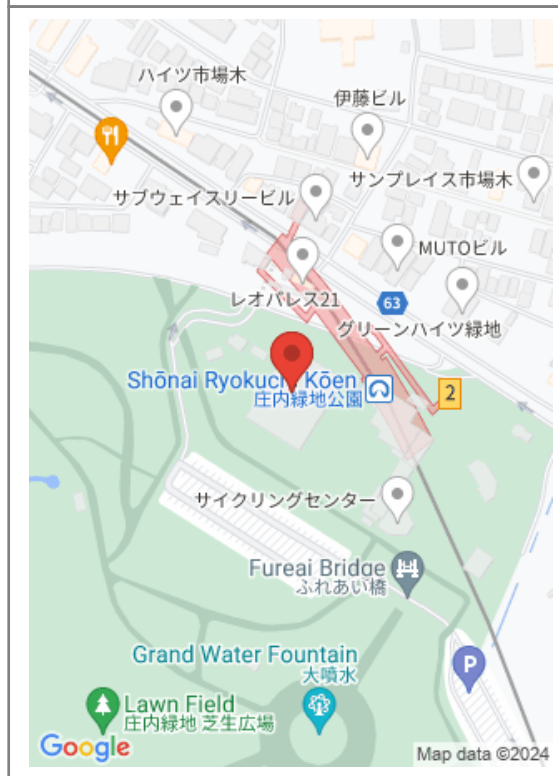 ハイツ市場木
伊藤ビル
サンプレイス市場木
サブウェイスリービル
MUTOビル
レオパレス21
63
グリーンハイツ緑地
Shōnai Ryokuchi Kōen
庄内緑地公園
2
サイクリングセンター
Fureai Bridge
ふれあい橋
Grand Water Fountain
大噴水
P
Lawn Field
庄内緑地 芝生広場
Google
Map data ©2024